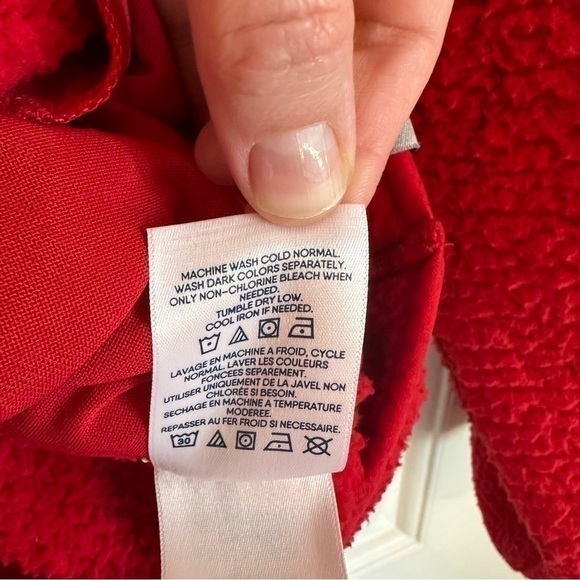 MACHINE WASH COLD NORMAL.
WASH DARK COLORS SEPARATELY.
ONLY NON-CHLORINE BLEACH WHEN
NEEDED.
TUMBLE DRY LOW.
COOL IRON IF NEEDED.
LAVAGE EN MACHINE A FROID, CYCLE
NORMAL. LAVER LES COULEURS
FONCEES SEPAREMENT.
UTILISER UNIQUEMENT DE LA JAVEL NON
CHLORÉE SI BESOIN.
SECHAGE EN MACHINE A TEMPERATURE
MODEREE.
REPASSER AU FER FROID SI NECESSAIRE.
30